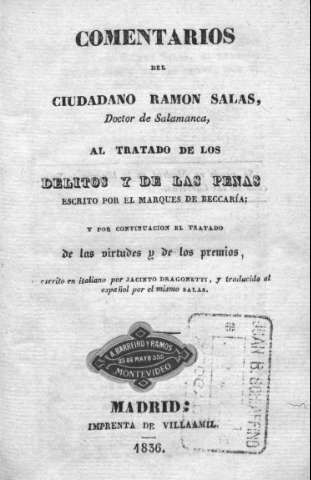 COMENTARIOS
DEL
CIUDADANO RAMON SALAS,
Doctor de Salamanca,
AL TRATADO DE LOS
DELITOS Y DE LAS PENAS
ESCRITO POR EL MARQUES DE BECCARÍA;
Y POR CONTINUACION EL TRATADO
de las virtudes y de los premios,
escrito en italiano por JACINTO DRAGONETTI, y traducido al
español por el mismo SALAS.
A. BARREIRO Y RAMOS
25 DE MAYO
MONTEVIDEO
JUAN B. SCHIAFFINO
MADRID:
IMPRENTA DE VILLAAMIL.
1836.